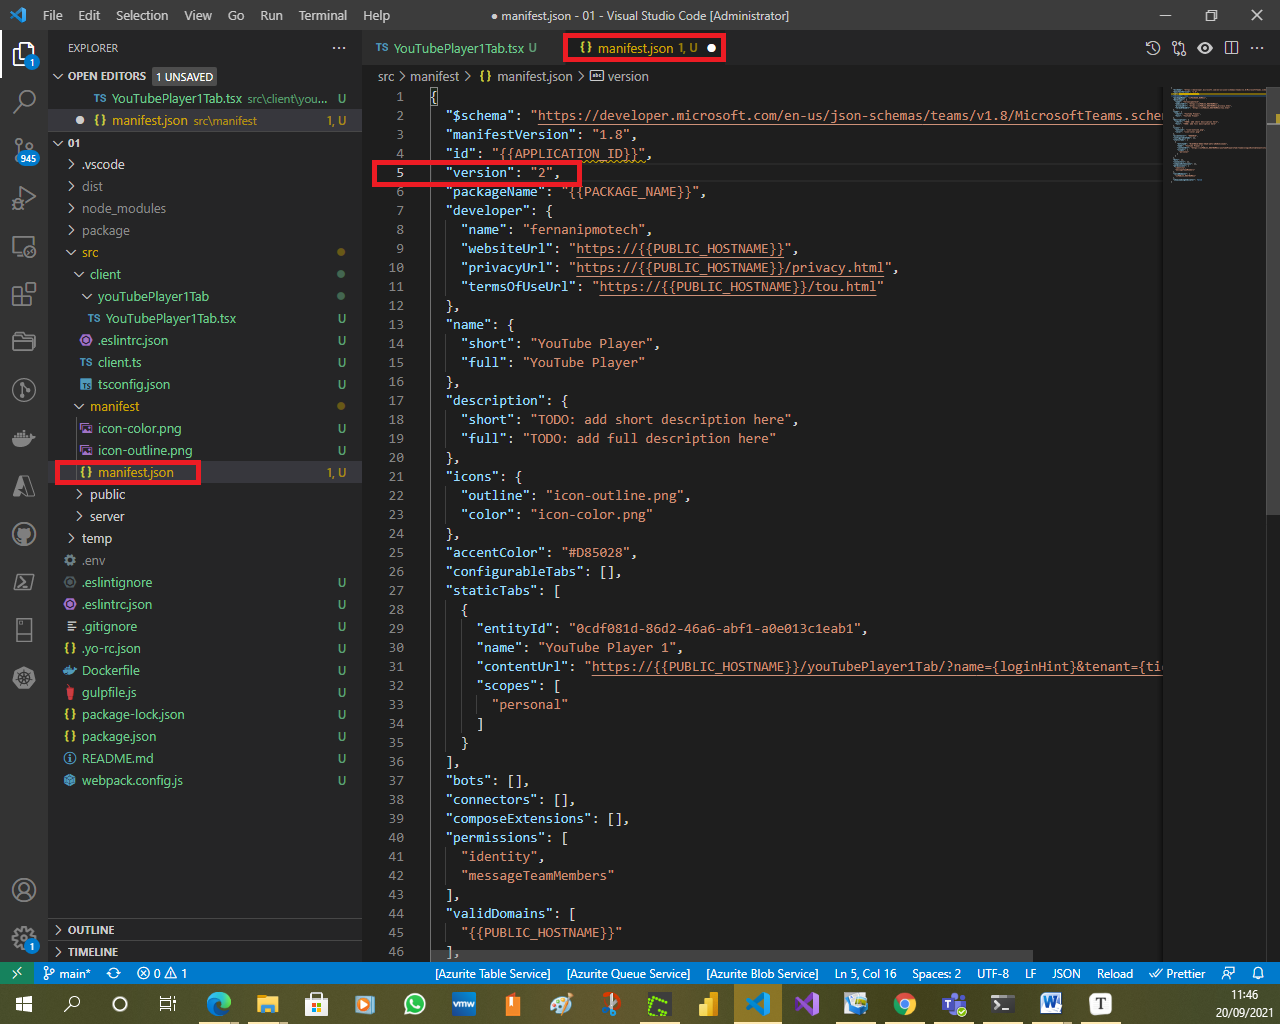 File Edit Selection View Go Run Terminal Help
● manifest.json - 01 - Visual Studio Code [Administrator]
EXPLORER
OPEN EDITORS 1 UNSAVED
TS YouTubePlayer1Tab.tsx src\client\you... U
{} manifest.json src\manifest 1, U
01
.vscode
dist
node_modules
package
src
client
youTubePlayer1Tab
TS YouTubePlayer1Tab.tsx U
.eslintrc.json U
TS client.ts U
TS tsconfig.json U
manifest
icon-color.png U
icon-outline.png U
{} manifest.json 1, U
public
server
temp
.env
.eslintignore U
.eslintrc.json U
.gitignore U
{} .yo-rc.json U
Dockerfile U
gulpfile.js U
{} package-lock.json U
{} package.json U
README.md U
webpack.config.js U
OUTLINE
TIMELINE
1
945
1
TS YouTubePlayer1Tab.tsx U
{} manifest.json 1, U ●
src > manifest > {} manifest.json > abc version
1 {
2 "$schema": "https://developer.microsoft.com/en-us/json-schemas/teams/v1.8/MicrosoftTeams.schem
3 "manifestVersion": "1.8",
4 "id": "{{APPLICATION_ID}}",
5 "version": "2",
6 "packageName": "{{PACKAGE_NAME}}",
7 "developer": {
8 "name": "fernanipmotech",
9 "websiteUrl": "https://{{PUBLIC_HOSTNAME}}",
10 "privacyUrl": "https://{{PUBLIC_HOSTNAME}}/privacy.html",
11 "termsOfUseUrl": "https://{{PUBLIC_HOSTNAME}}/tou.html"
12 },
13 "name": {
14 "short": "YouTube Player",
15 "full": "YouTube Player"
16 },
17 "description": {
18 "short": "TODO: add short description here",
19 "full": "TODO: add full description here"
20 },
21 "icons": {
22 "outline": "icon-outline.png",
23 "color": "icon-color.png"
24 },
25 "accentColor": "#D85028",
26 "configurableTabs": [],
27 "staticTabs": [
28 {
29 "entityId": "0cdf081d-86d2-46a6-abf1-a0e013c1eab1",
30 "name": "YouTube Player 1",
31 "contentUrl": "https://{{PUBLIC_HOSTNAME}}/youTubePlayer1Tab/?name={loginHint}&tenant={tid
32 "scopes": [
33 "personal"
34 ]
35 }
36 ],
37 "bots": [],
38 "connectors": [],
39 "composeExtensions": [],
40 "permissions": [
41 "identity",
42 "messageTeamMembers"
43 ],
44 "validDomains": [
45 "{{PUBLIC_HOSTNAME}}"
46 ],
main* 0 1 [Azurite Table Service] [Azurite Queue Service] [Azurite Blob Service] Ln 5, Col 16 Spaces: 2 UTF-8 LF JSON Reload Prettier
vmw
W
T
11:46
20/09/2021